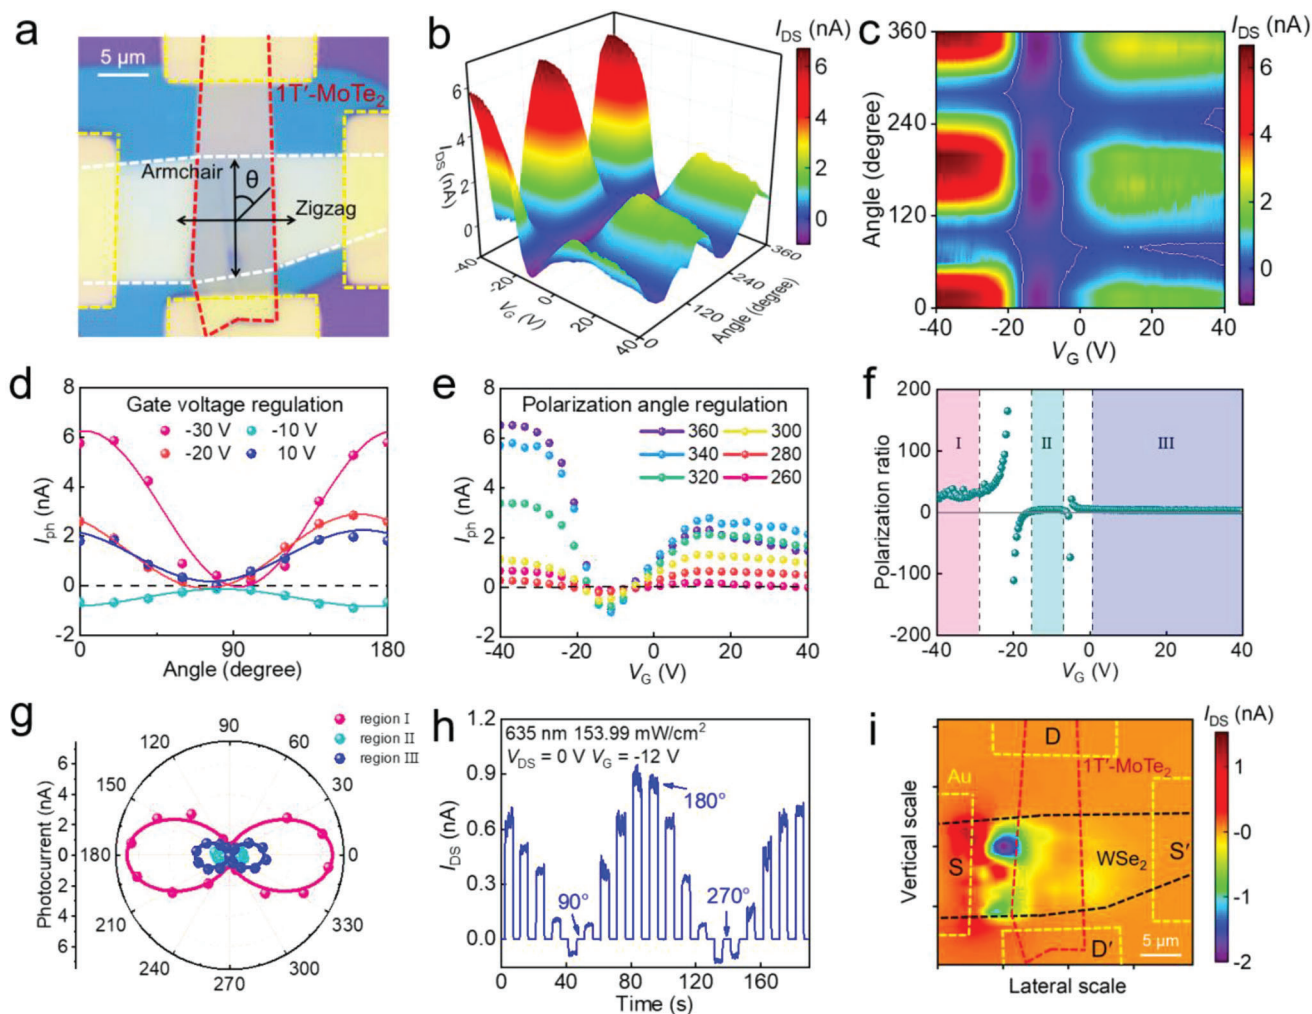 a
5 μm
1T′-MoTe2
Armchair
θ
Zigzag
b
IDS (nA)
6
4
2
0
IDS (nA)
6
4
2
0
-40
-20
0
20
40
VG (V)
0
120
240
360
Angle (degree)
c
IDS (nA)
6
4
2
0
360
240
120
0
Angle (degree)
-40 -20 0 20 40
VG (V)
d
Gate voltage regulation
-30 V -10 V
-20 V 10 V
8
6
4
2
0
-2
Iph (nA)
0 90 180
Angle (degree)
e
Polarization angle regulation
360 300
340 280
320 260
8
6
4
2
0
-2
Iph (nA)
-40 -20 0 20 40
VG (V)
f
200
100
0
-100
-200
Polarization ratio
I II III
-40 -20 0 20 40
VG (V)
g
region I
region II
region III
90
120 60
150 30
180 0
210 330
240 300
270
Photocurrent (nA)
6
4
2
0
2
4
6
h
635 nm 153.99 mW/cm2
VDS = 0 V VG = -12 V
180°
90°
270°
1.2
0.9
0.6
0.3
0.0
IDS (nA)
0 40 80 120 160
Time (s)
i
IDS (nA)
1
-0
-1
-2
D
1T′-MoTe2
Au
S
WSe2
S′
D′
5 μm
Vertical scale
Lateral scale